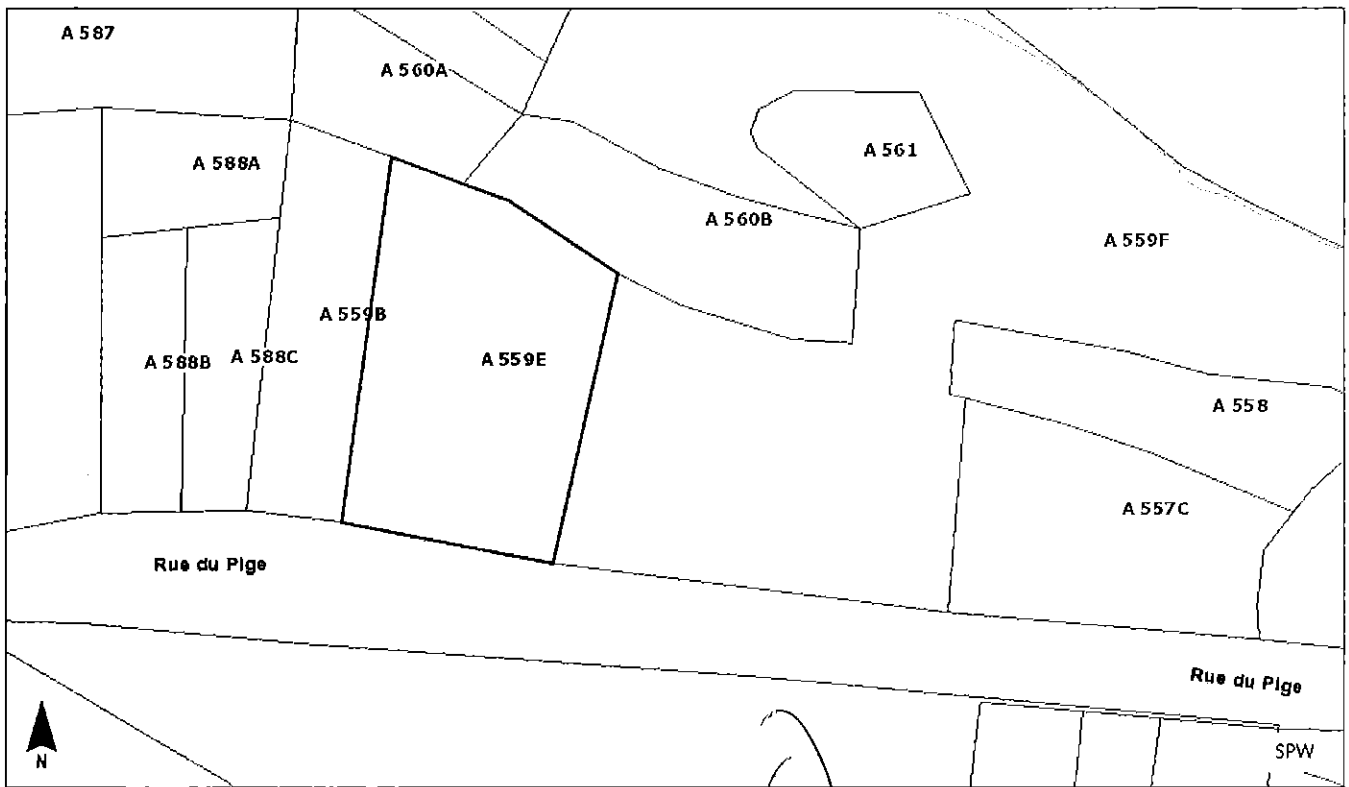 A 587
A 560A
A 561
A 588A
A 560B
A 559F
A 559B
A 588B
A 588C
A 559E
A 558
A 557C
Rue du Pige
Rue du Pige
N
SPW